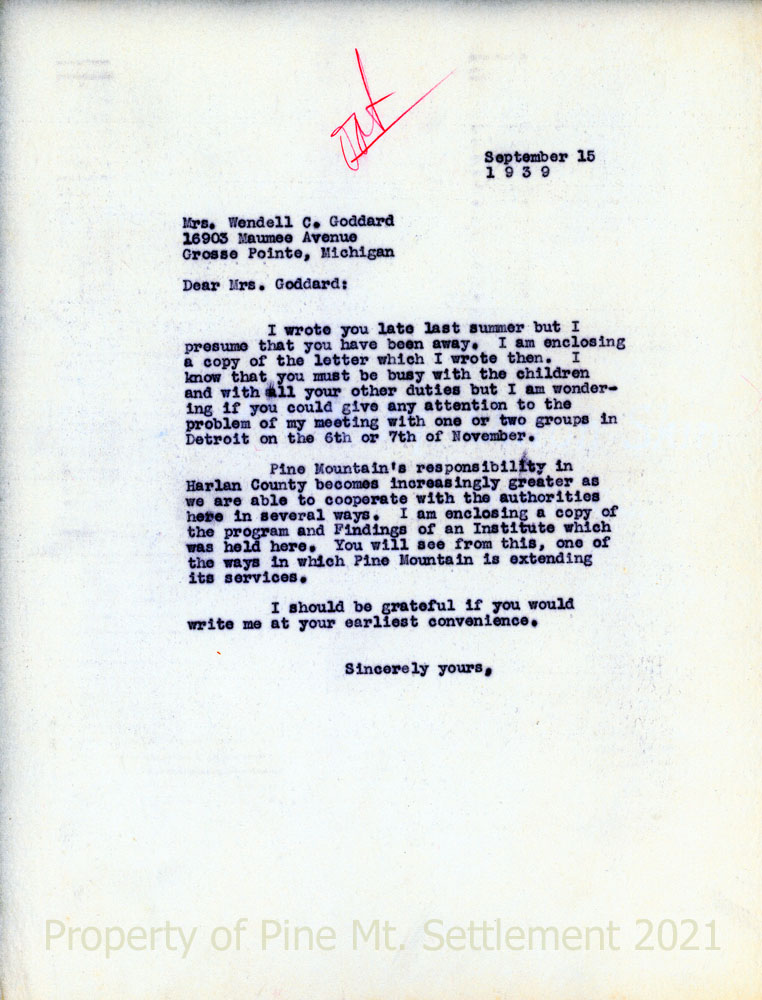 September 15
1 9 3 9
Mrs. Wendell C. Goddard
16903 Maumee Avenue
Grosse Pointe, Michigan
Dear Mrs. Goddard:
I wrote you late last summer but I
presume that you have been away. I am enclosing
a copy of the letter which I wrote then. I
know that you must be busy with the children
and with all your other duties but I am wonder-
ing if you could give any attention to the
problem of my meeting with one or two groups in
Detroit on the 6th or 7th of November.
Pine Mountain's responsibility in
Harlan County becomes increasingly greater as
we are able to cooperate with the authorities
here in several ways. I am enclosing a copy of
the program and Findings of an Institute which
was held here. You will see from this, one of
the ways in which Pine Mountain is extending
its services.
I should be grateful if you would
write me at your earliest convenience.
Sincerely yours,
Property of Pine Mt. Settlement 2021